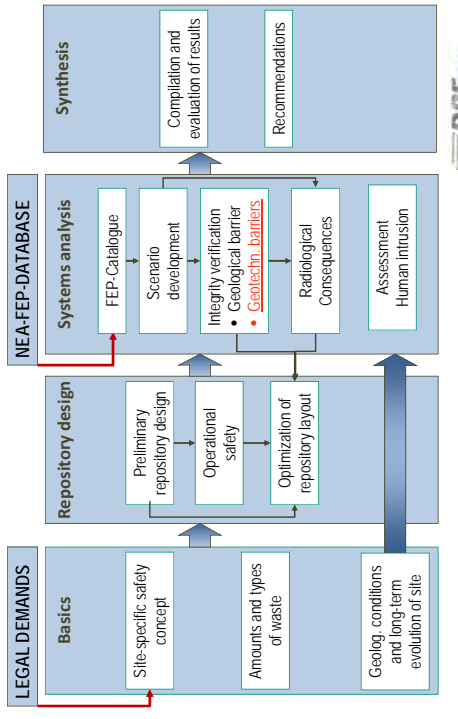 LEGAL DEMANDS
Basics
Site-specific safety
concept
Amounts and types
of waste
Geolog. conditions
and long-term
evolution of site
Repository design
Preliminary
repository design
Operational
safety
Optimization of
repository layout
NEA-FEP-DATABASE
Systems analysis
FEP-Catalogue
Scenario
development
Integrity verification
• Geological barrier
• Geotechn. barriers
Radiological
Consequences
Assessment
Human intrusion
Synthesis
Compilation and
evaluation of results
Recommendations